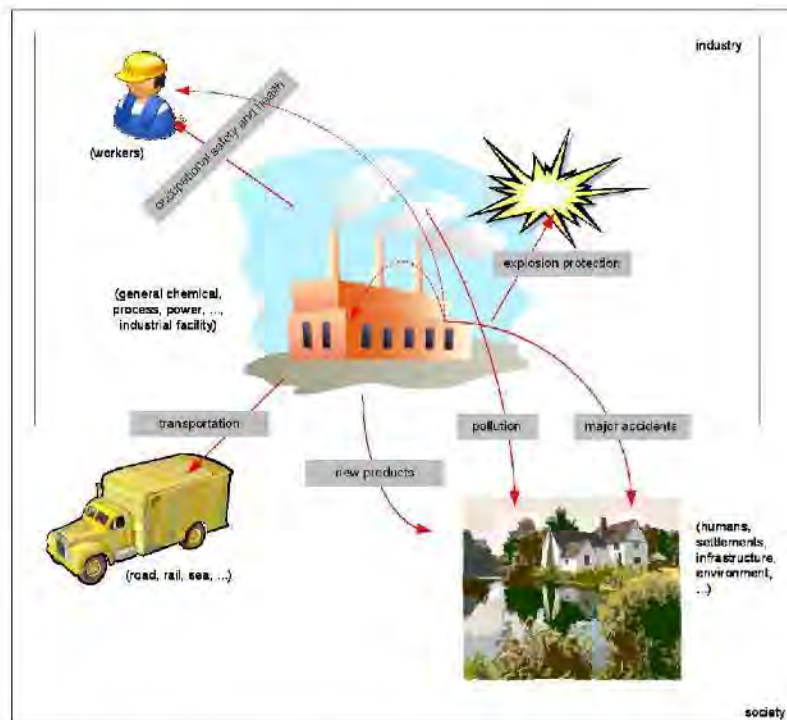 industry
occupational safety and health
(workers)
explosion protection
(general chemical,
process, power, ...,
industrial facility)
transportation
pollution
major accidents
new products
(humans,
settlements,
infrastructure,
environment,
...)
(road, rail, sea, ...)
society